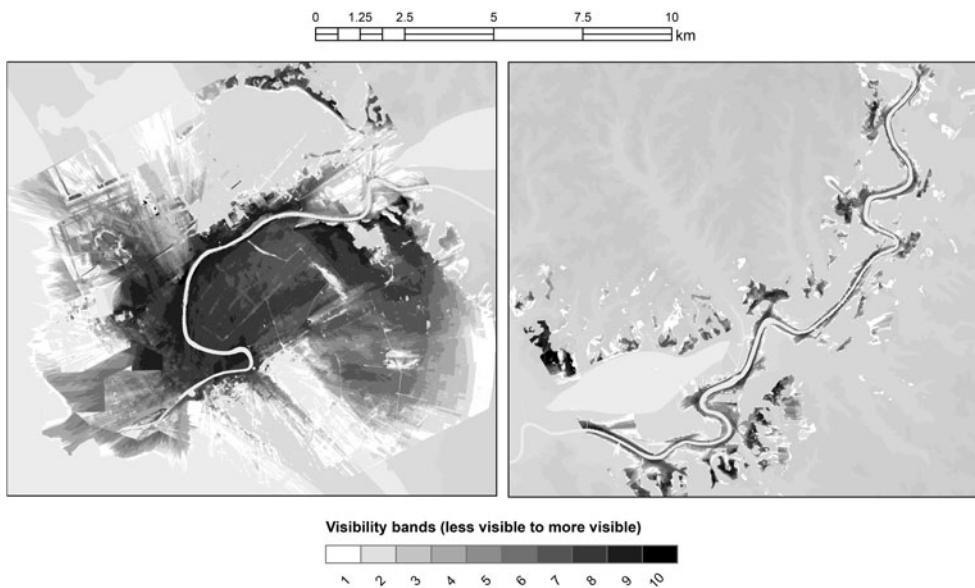 0 1.25 2.5 5 7.5 10
km
Visibility bands (less visible to more visible)
1 2 3 4 5 6 7 8 9 10